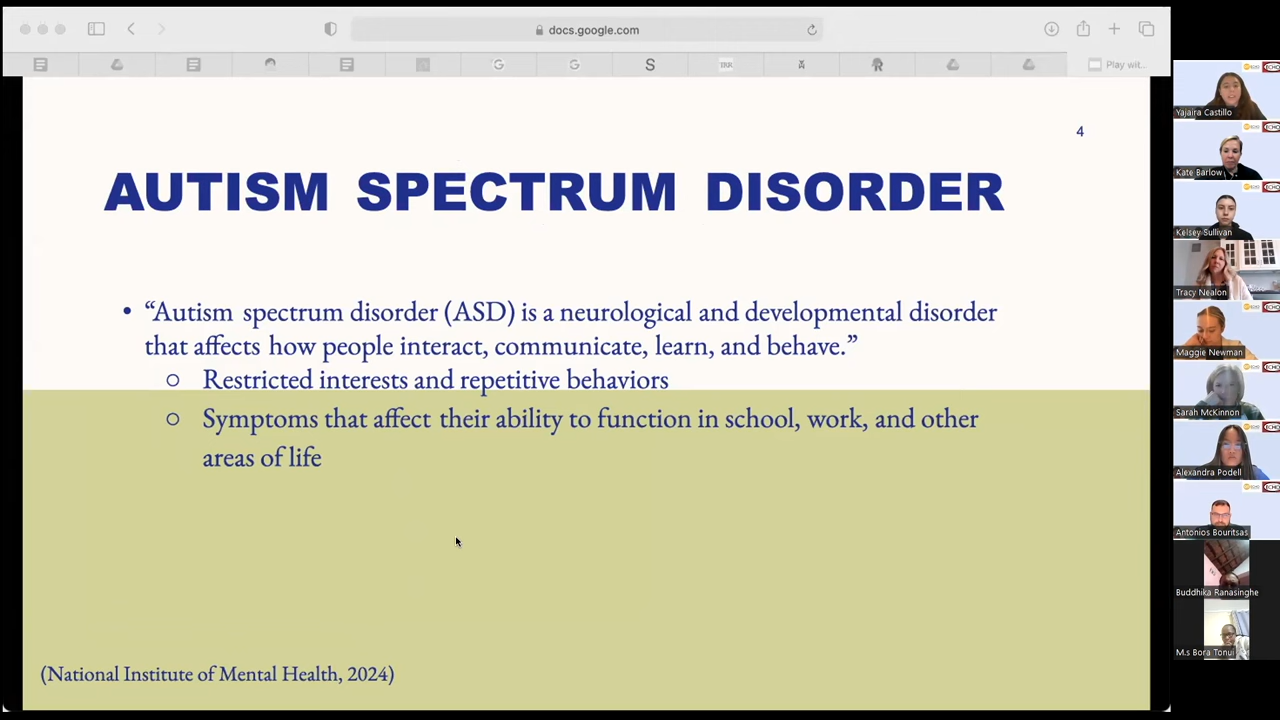 docs.google.com
Play wit...
4
AUTISM SPECTRUM DISORDER
• “Autism spectrum disorder (ASD) is a neurological and developmental disorder
that affects how people interact, communicate, learn, and behave.”
○ Restricted interests and repetitive behaviors
○ Symptoms that affect their ability to function in school, work, and other
areas of life
(National Institute of Mental Health, 2024)
Yajaira Castillo
Kate Barlow
Kelsey Sullivan
Tracy Nealon
Maggie Newman
Sarah McKinnon
Alexandra Podell
Antonios Bouritsas
Buddhika Ranasinghe
M.s Bora Tonui